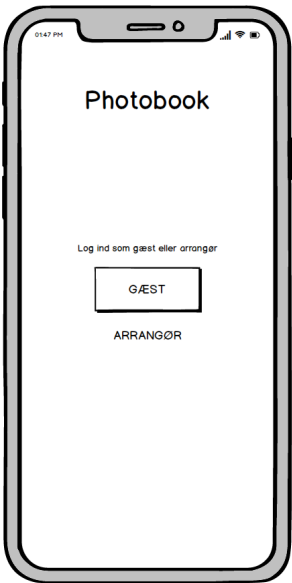 01:47 PM
Photobook
Log ind som gæst eller arrangør
GÆST
ARRANGØR